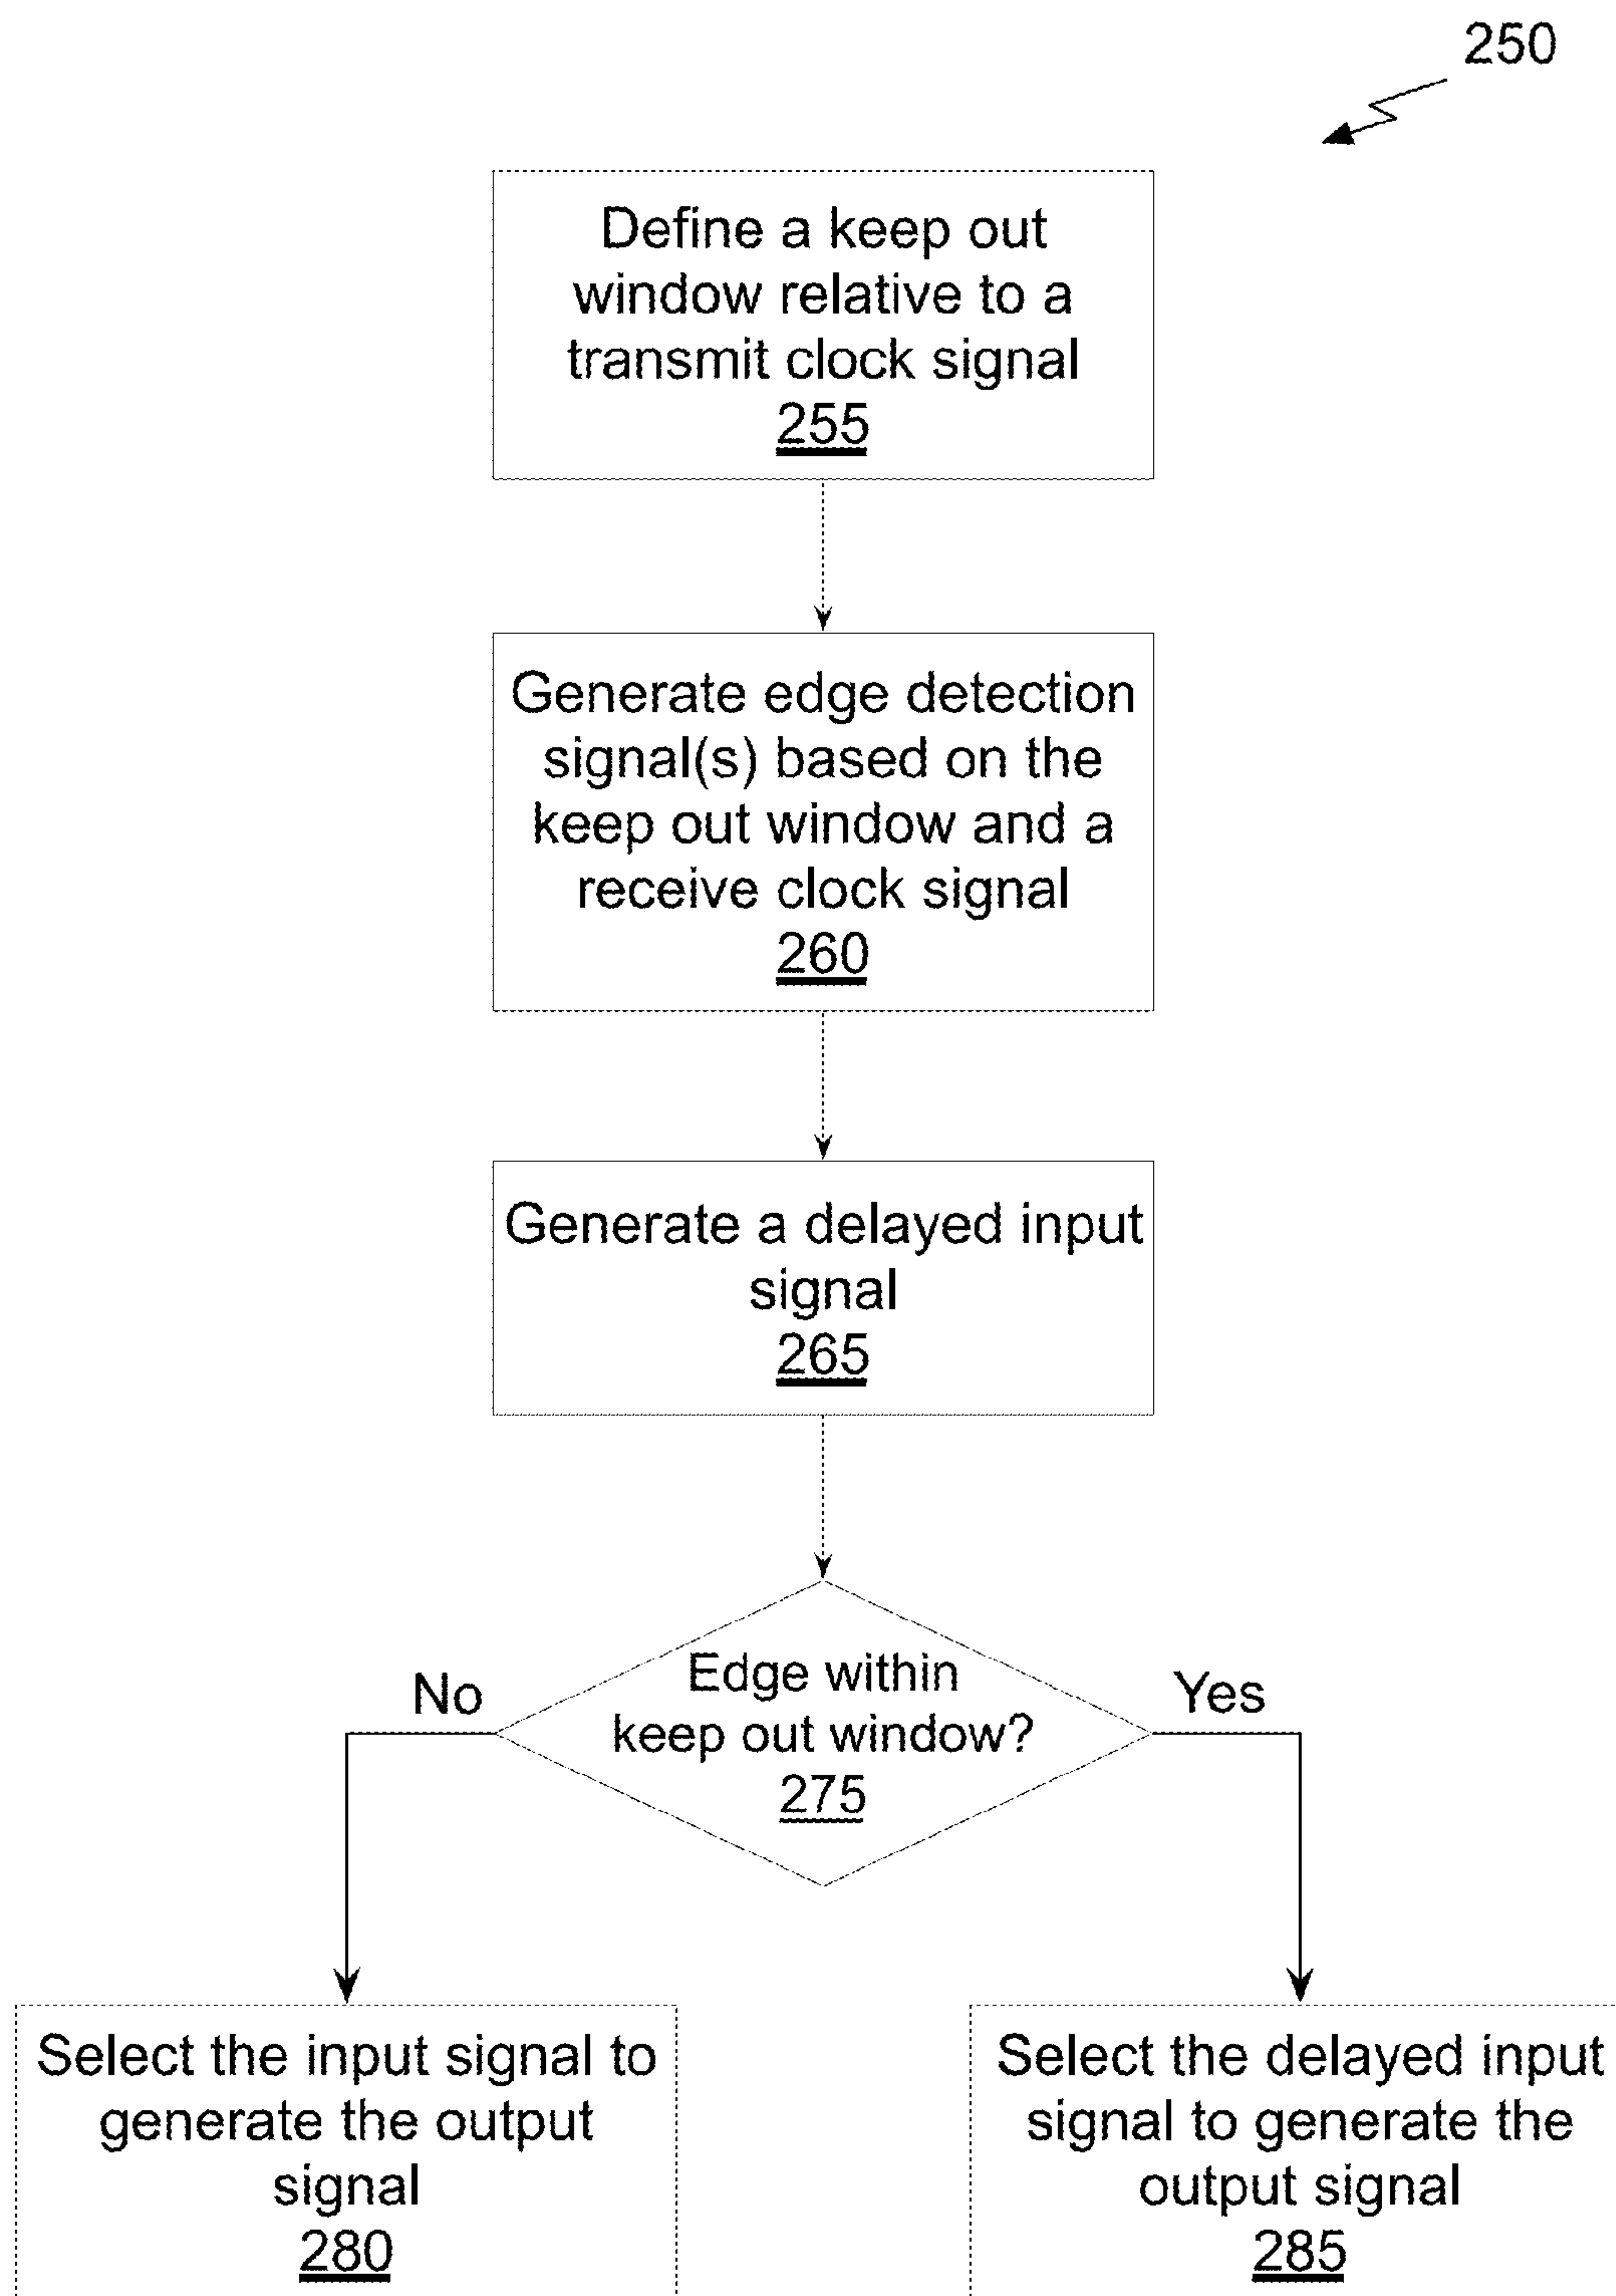 250
Define a keep out
window relative to a
transmit clock signal
255
Generate edge detection
signal(s) based on the
keep out window and a
receive clock signal
260
Generate a delayed input
signal
265
Edge within
keep out window?
275
No
Yes
Select the input signal to
generate the output
signal
280
Select the delayed input
signal to generate the
output signal
285